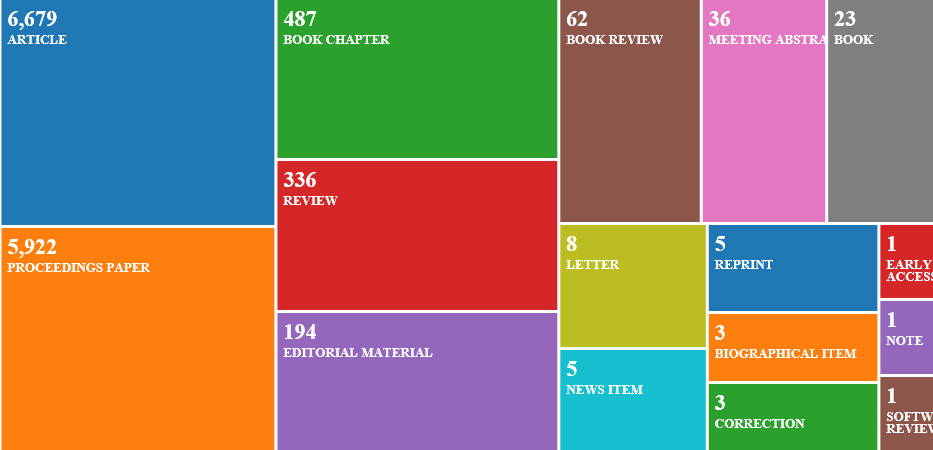 6,679
ARTICLE
5,922
PROCEEDINGS PAPER
487
BOOK CHAPTER
336
REVIEW
194
EDITORIAL MATERIAL
62
BOOK REVIEW
36
MEETING ABSTRA
23
BOOK
8
LETTER
5
NEWS ITEM
5
REPRINT
3
BIOGRAPHICAL ITEM
3
CORRECTION
1
EARLY
ACCESS
1
NOTE
1
SOFTW
REVIEW